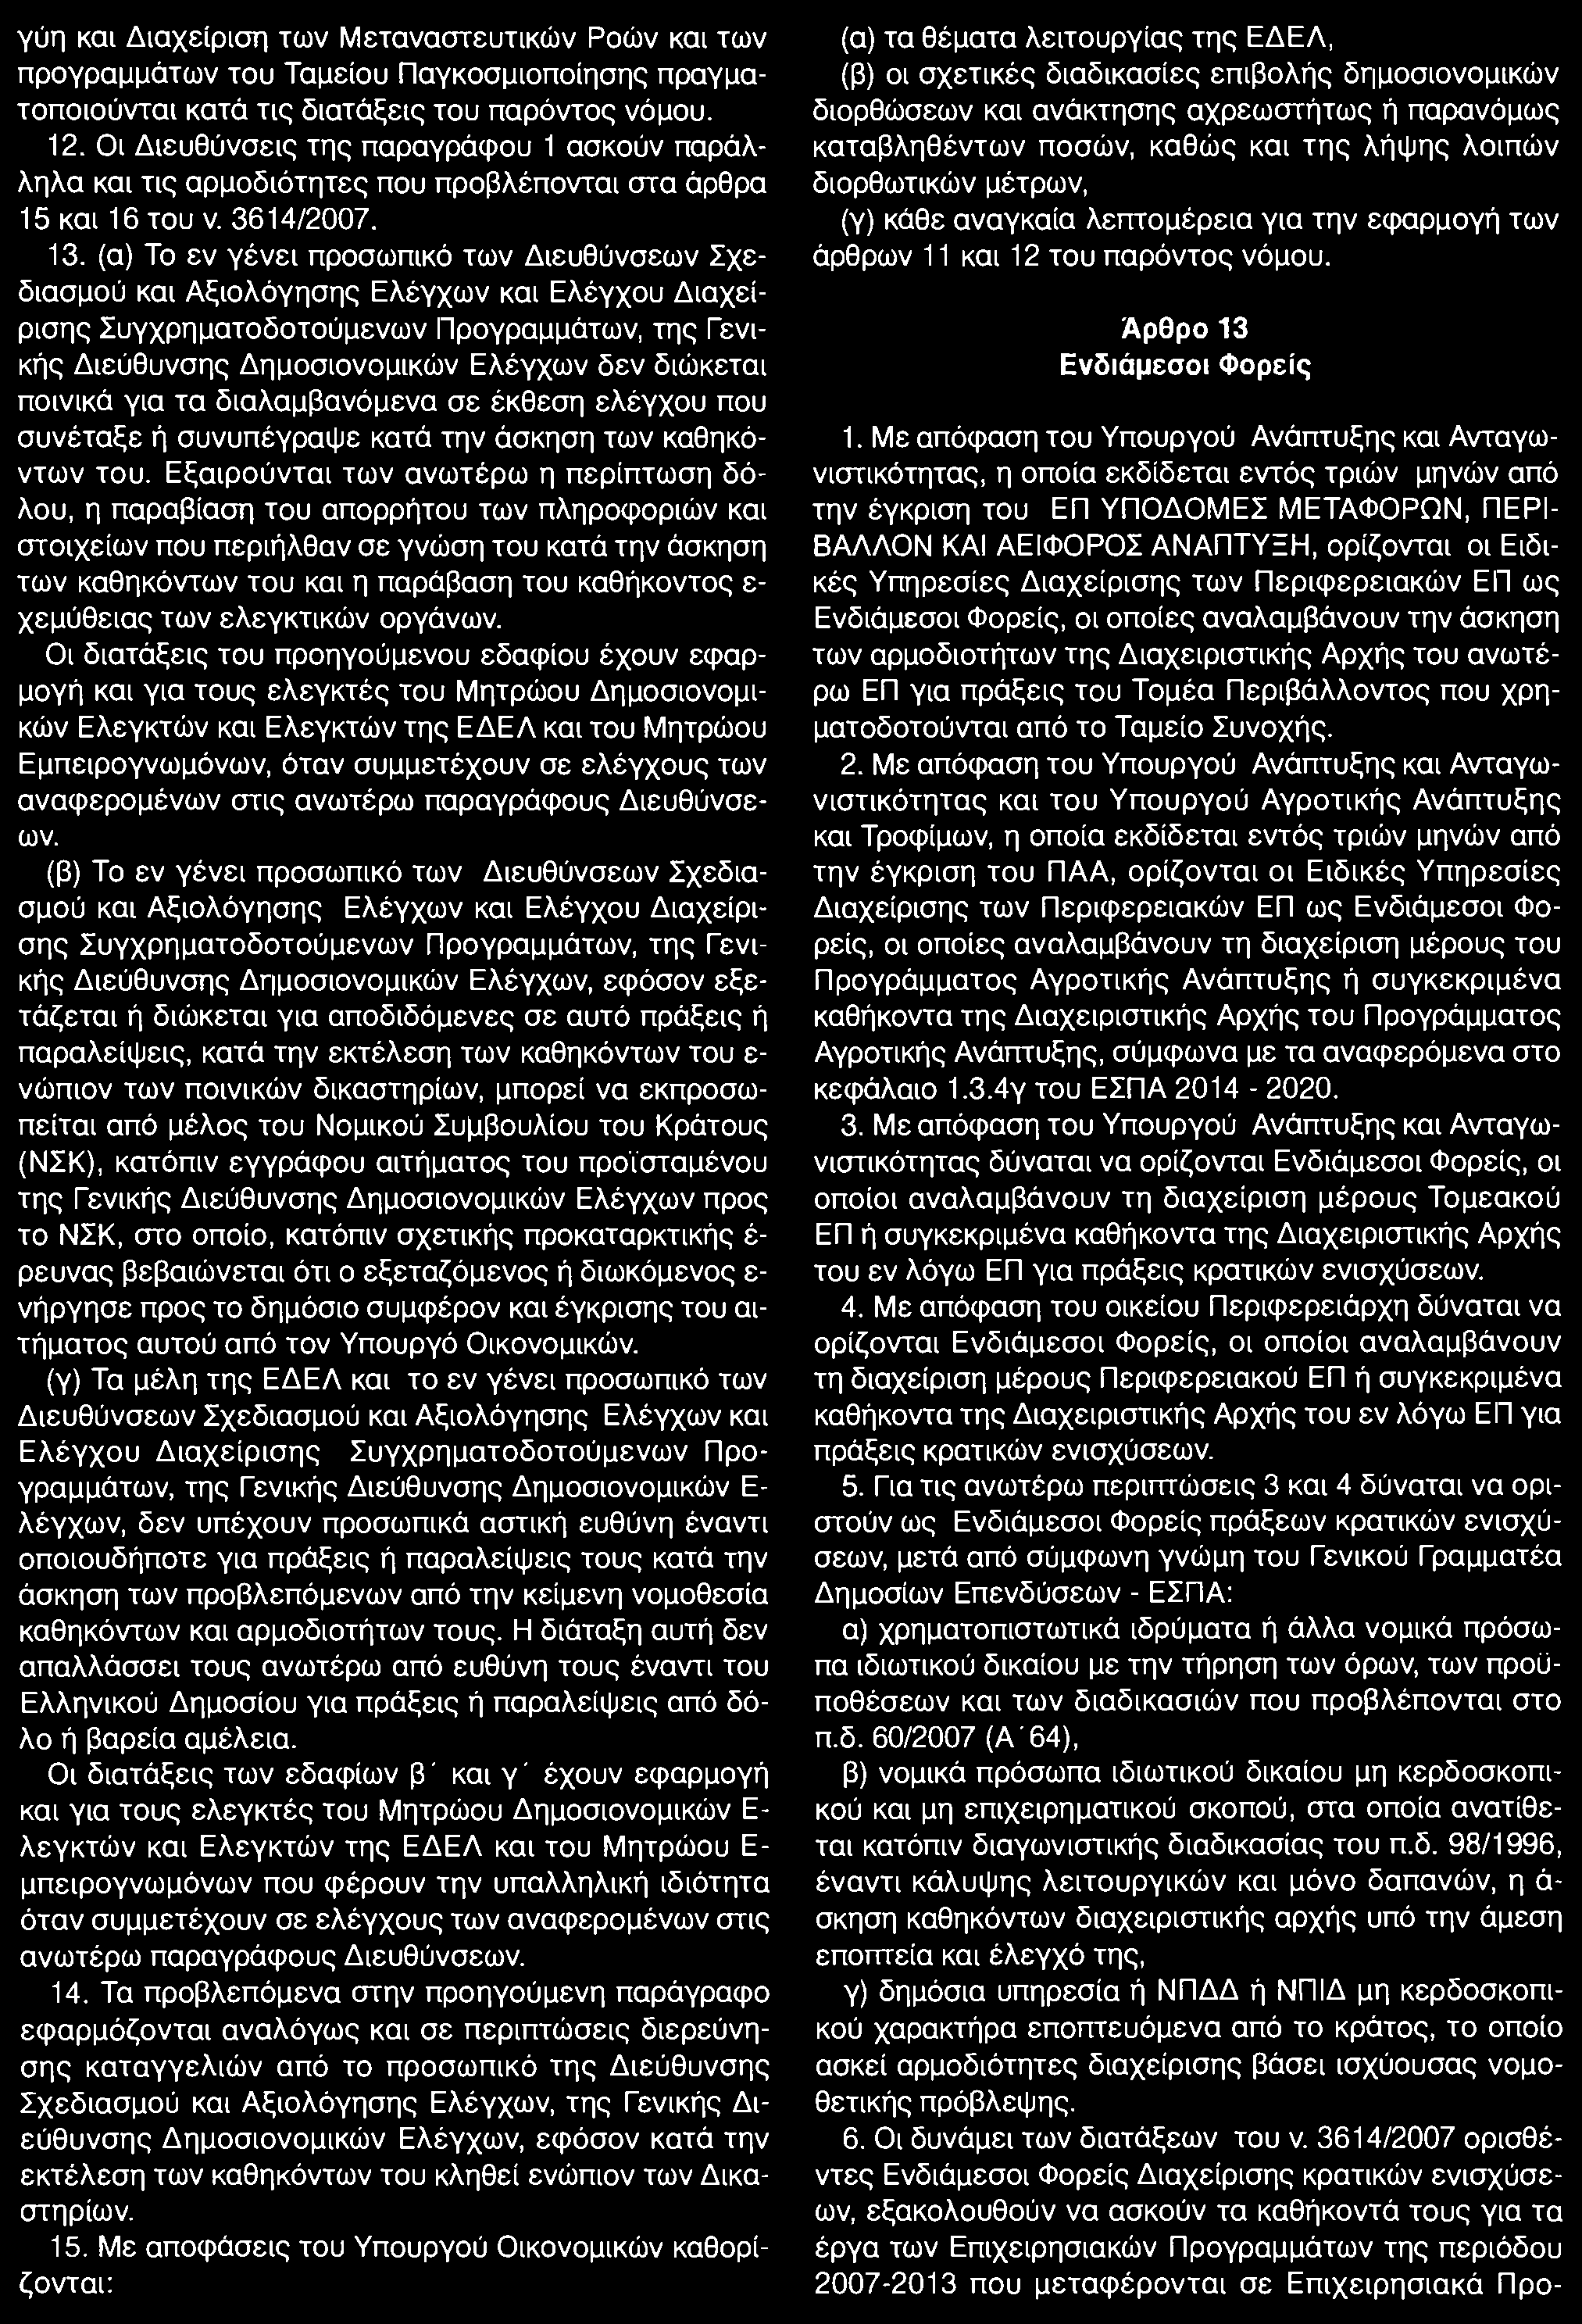 γύη και Διαχείριση των Μεταναστευτικών Ροών και των
προγραμμάτων του Ταμείου Παγκοσμιοποίησης πραγμα-
τοποιούνται κατά τις διατάξεις του παρόντος νόμου.
12. Οι Διευθύνσεις της παραγράφου 1 ασκούν παράλ-
ληλα και τις αρμοδιότητες που προβλέπονται στα άρθρα
15 και 16 του ν. 3614/2007.
13. (α) Το εν γένει προσωπικό των Διευθύνσεων Σχε-
διασμού και Αξιολόγησης Ελέγχων και Ελέγχου Διαχεί-
ρισης Συγχρηματοδοτούμενων Προγραμμάτων, της Γενι-
κής Διεύθυνσης Δημοσιονομικών Ελέγχων δεν διώκεται
ποινικά για τα διαλαμβανόμενα σε έκθεση ελέγχου που
συνέταξε ή συνυπέγραψε κατά την άσκηση των καθηκό-
ντων του. Εξαιρούνται των ανωτέρω η περίπτωση δό-
λου, η παραβίαση του απορρήτου των πληροφοριών και
στοιχείων που περιήλθαν σε γνώση του κατά την άσκηση
των καθηκόντων του και η παράβαση του καθήκοντος ε-
χεμύθειας των ελεγκτικών οργάνων.
Οι διατάξεις του προηγούμενου εδαφίου έχουν εφαρ-
μογή και για τους ελεγκτές του Μητρώου Δημοσιονομι-
κών Ελεγκτών και Ελεγκτών της ΕΔΕΛ και του Μητρώου
Εμπειρογνωμόνων, όταν συμμετέχουν σε ελέγχους των
αναφερομένων στις ανωτέρω παραγράφους Διευθύνσε-
ων.
(β) Το εν γένει προσωπικό των Διευθύνσεων Σχεδια-
σμού και Αξιολόγησης Ελέγχων και Ελέγχου Διαχείρι-
σης Συγχρηματοδοτούμενων Προγραμμάτων, της Γενι-
κής Διεύθυνσης Δημοσιονομικών Ελέγχων, εφόσον εξε-
τάζεται ή διώκεται για αποδιδόμενες σε αυτό πράξεις ή
παραλείψεις, κατά την εκτέλεση των καθηκόντων του ε-
νώπιον των ποινικών δικαστηρίων, μπορεί να εκπροσω-
πείται από μέλος του Νομικού Συμβουλίου του Κράτους
(ΝΣΚ), κατόπιν εγγράφου αιτήματος του προϊσταμένου
της Γενικής Διεύθυνσης Δημοσιονομικών Ελέγχων προς
το ΝΣΚ, στο οποίο, κατόπιν σχετικής προκαταρκτικής έ-
ρευνας βεβαιώνεται ότι ο εξεταζόμενος ή διωκόμενος ε-
νήργησε προς το δημόσιο συμφέρον και έγκρισης του αι-
τήματος αυτού από τον Υπουργό Οικονομικών.
(γ) Τα μέλη της ΕΔΕΛ και το εν γένει προσωπικό των
Διευθύνσεων Σχεδιασμού και Αξιολόγησης Ελέγχων και
Ελέγχου Διαχείρισης Συγχρηματοδοτούμενων Προ-
γραμμάτων, της Γενικής Διεύθυνσης Δημοσιονομικών Ε-
λέγχων, δεν υπέχουν προσωπικά αστική ευθύνη έναντι
οποιουδήποτε για πράξεις ή παραλείψεις τους κατά την
άσκηση των προβλεπόμενων από την κείμενη νομοθεσία
καθηκόντων και αρμοδιοτήτων τους. Η διάταξη αυτή δεν
απαλλάσσει τους ανωτέρω από ευθύνη τους έναντι του
Ελληνικού Δημοσίου για πράξεις ή παραλείψεις από δό-
λο ή βαρεία αμέλεια.
Οι διατάξεις των εδαφίων β΄ και γ΄ έχουν εφαρμογή
και για τους ελεγκτές του Μητρώου Δημοσιονομικών Ε-
λεγκτών και Ελεγκτών της ΕΔΕΛ και του Μητρώου Ε-
μπειρογνωμόνων που φέρουν την υπαλληλική ιδιότητα
όταν συμμετέχουν σε ελέγχους των αναφερομένων στις
ανωτέρω παραγράφους Διευθύνσεων.
14. Τα προβλεπόμενα στην προηγούμενη παράγραφο
εφαρμόζονται αναλόγως και σε περιπτώσεις διερεύνη-
σης καταγγελιών από το προσωπικό της Διεύθυνσης
Σχεδιασμού και Αξιολόγησης Ελέγχων, της Γενικής Δι-
εύθυνσης Δημοσιονομικών Ελέγχων, εφόσον κατά την
εκτέλεση των καθηκόντων του κληθεί ενώπιον των Δικα-
στηρίων.
15. Με αποφάσεις του Υπουργού Οικονομικών καθορί-
ζονται:
(α) τα θέματα λειτουργίας της ΕΔΕΛ,
(β) οι σχετικές διαδικασίες επιβολής δημοσιονομικών
διορθώσεων και ανάκτησης αχρεωστήτως ή παρανόμως
καταβληθέντων ποσών, καθώς και της λήψης λοιπών
διορθωτικών μέτρων,
(γ) κάθε αναγκαία λεπτομέρεια για την εφαρμογή των
άρθρων 11 και 12 του παρόντος νόμου.
Άρθρο 13
Ενδιάμεσοι Φορείς
1. Με απόφαση του Υπουργού Ανάπτυξης και Ανταγω-
νιστικότητας, η οποία εκδίδεται εντός τριών μηνών από
την έγκριση του ΕΠ ΥΠΟΔΟΜΕΣ ΜΕΤΑΦΟΡΩΝ, ΠΕΡΙ-
ΒΑΛΛΟΝ ΚΑΙ ΑΕΙΦΟΡΟΣ ΑΝΑΠΤΥΞΗ, ορίζονται οι Ειδι-
κές Υπηρεσίες Διαχείρισης των Περιφερειακών ΕΠ ως
Ενδιάμεσοι Φορείς, οι οποίες αναλαμβάνουν την άσκηση
των αρμοδιοτήτων της Διαχειριστικής Αρχής του ανωτέ-
ρω ΕΠ για πράξεις του Τομέα Περιβάλλοντος που χρη-
ματοδοτούνται από το Ταμείο Συνοχής.
2. Με απόφαση του Υπουργού Ανάπτυξης και Ανταγω-
νιστικότητας και του Υπουργού Αγροτικής Ανάπτυξης
και Τροφίμων, η οποία εκδίδεται εντός τριών μηνών από
την έγκριση του ΠΑΑ, ορίζονται οι Ειδικές Υπηρεσίες
Διαχείρισης των Περιφερειακών ΕΠ ως Ενδιάμεσοι Φο-
ρείς, οι οποίες αναλαμβάνουν τη διαχείριση μέρους του
Προγράμματος Αγροτικής Ανάπτυξης ή συγκεκριμένα
καθήκοντα της Διαχειριστικής Αρχής του Προγράμματος
Αγροτικής Ανάπτυξης, σύμφωνα με τα αναφερόμενα στο
κεφάλαιο 1.3.4γ του ΕΣΠΑ 2014 - 2020.
3. Με απόφαση του Υπουργού Ανάπτυξης και Ανταγω-
νιστικότητας δύναται να ορίζονται Ενδιάμεσοι Φορείς, οι
οποίοι αναλαμβάνουν τη διαχείριση μέρους Τομεακού
ΕΠ ή συγκεκριμένα καθήκοντα της Διαχειριστικής Αρχής
του εν λόγω ΕΠ για πράξεις κρατικών ενισχύσεων.
4. Με απόφαση του οικείου Περιφερειάρχη δύναται να
ορίζονται Ενδιάμεσοι Φορείς, οι οποίοι αναλαμβάνουν
τη διαχείριση μέρους Περιφερειακού ΕΠ ή συγκεκριμένα
καθήκοντα της Διαχειριστικής Αρχής του εν λόγω ΕΠ για
πράξεις κρατικών ενισχύσεων.
5. Για τις ανωτέρω περιπτώσεις 3 και 4 δύναται να ορι-
στούν ως Ενδιάμεσοι Φορείς πράξεων κρατικών ενισχύ-
σεων, μετά από σύμφωνη γνώμη του Γενικού Γραμματέα
Δημοσίων Επενδύσεων - ΕΣΠΑ:
α) χρηματοπιστωτικά ιδρύματα ή άλλα νομικά πρόσω-
πα ιδιωτικού δικαίου με την τήρηση των όρων, των προϋ-
ποθέσεων και των διαδικασιών που προβλέπονται στο
π.δ. 60/2007 (Α΄64),
β) νομικά πρόσωπα ιδιωτικού δικαίου μη κερδοσκοπι-
κού και μη επιχειρηματικού σκοπού, στα οποία ανατίθε-
ται κατόπιν διαγωνιστικής διαδικασίας του π.δ. 98/1996,
έναντι κάλυψης λειτουργικών και μόνο δαπανών, η ά-
σκηση καθηκόντων διαχειριστικής αρχής υπό την άμεση
εποπτεία και έλεγχό της,
γ) δημόσια υπηρεσία ή ΝΠΔΔ ή ΝΠΙΔ μη κερδοσκοπι-
κού χαρακτήρα εποπτευόμενα από το κράτος, το οποίο
ασκεί αρμοδιότητες διαχείρισης βάσει ισχύουσας νομο-
θετικής πρόβλεψης.
6. Οι δυνάμει των διατάξεων του ν. 3614/2007 ορισθέ-
ντες Ενδιάμεσοι Φορείς Διαχείρισης κρατικών ενισχύσε-
ων, εξακολουθούν να ασκούν τα καθήκοντά τους για τα
έργα των Επιχειρησιακών Προγραμμάτων της περιόδου
2007-2013 που μεταφέρονται σε Επιχειρησιακά Προ-